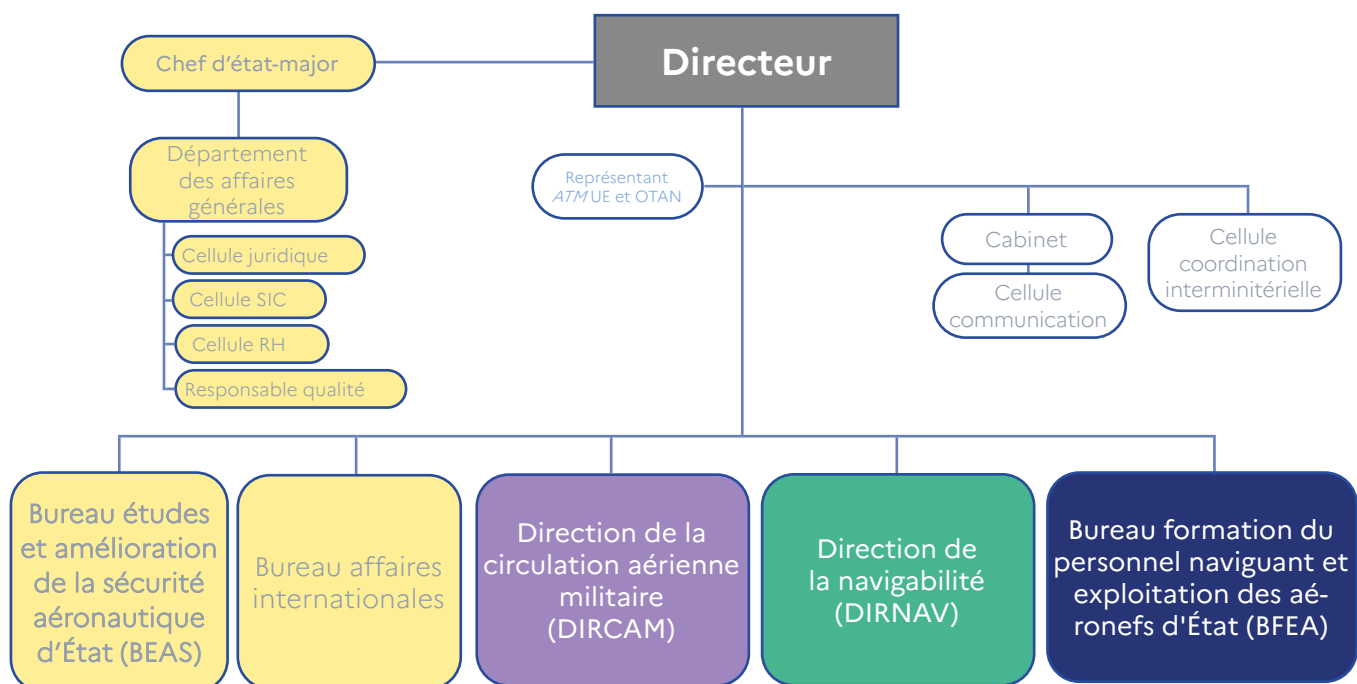 Chef d'état-major
Directeur
Département
des affaires
générales
Cellule juridique
Cellule SIC
Cellule RH
Responsable qualité
Représentant
ATM UE et OTAN
Cabinet
Cellule
communication
Cellule
coordination
interminitérielle
Bureau études
et amélioration
de la sécurité
aéronautique
d'État (BEAS)
Bureau affaires
internationales
Direction de la
circulation aérienne
militaire
(DIRCAM)
Direction de
la navigabilité
(DIRNAV)
Bureau formation du
personnel naviguant et
exploitation des aé-
ronefs d'État (BFEA)